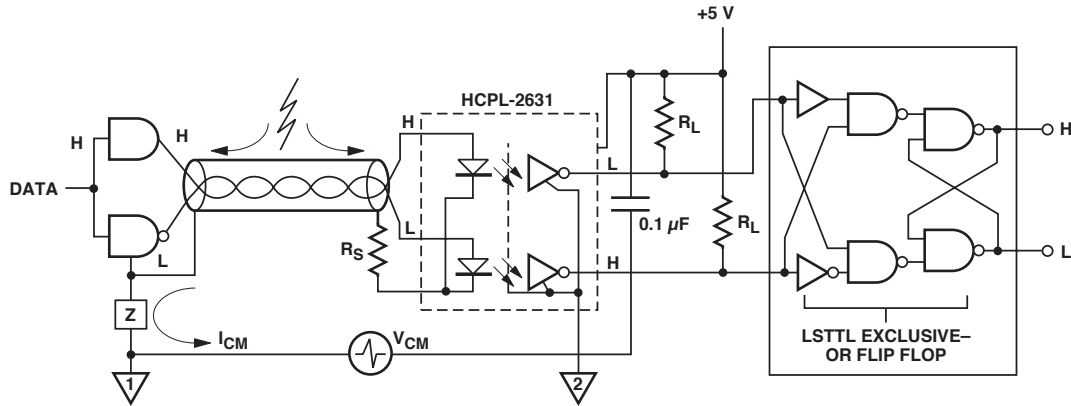 +5 V
HCPL-2631
H
H
H
L
R_L
DATA
L
0.1 µF
R_L
R_S
L
H
L
H
L
Z
I_CM
V_CM
LSTTL EXCLUSIVE–
OR FLIP FLOP
1
2